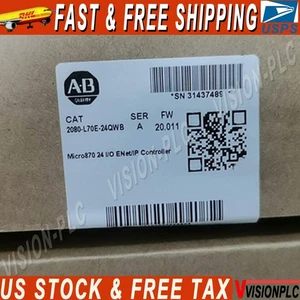 FAST & FREE SHIPPING
USPS
AB
CAT SER FW
2080-L70E-24QWB A 20.011
*SN 31437489
Micro870 24 I/O ENet/IP Controller
VISION-PLC
US STOCK & FREE TAX VISIONPLC